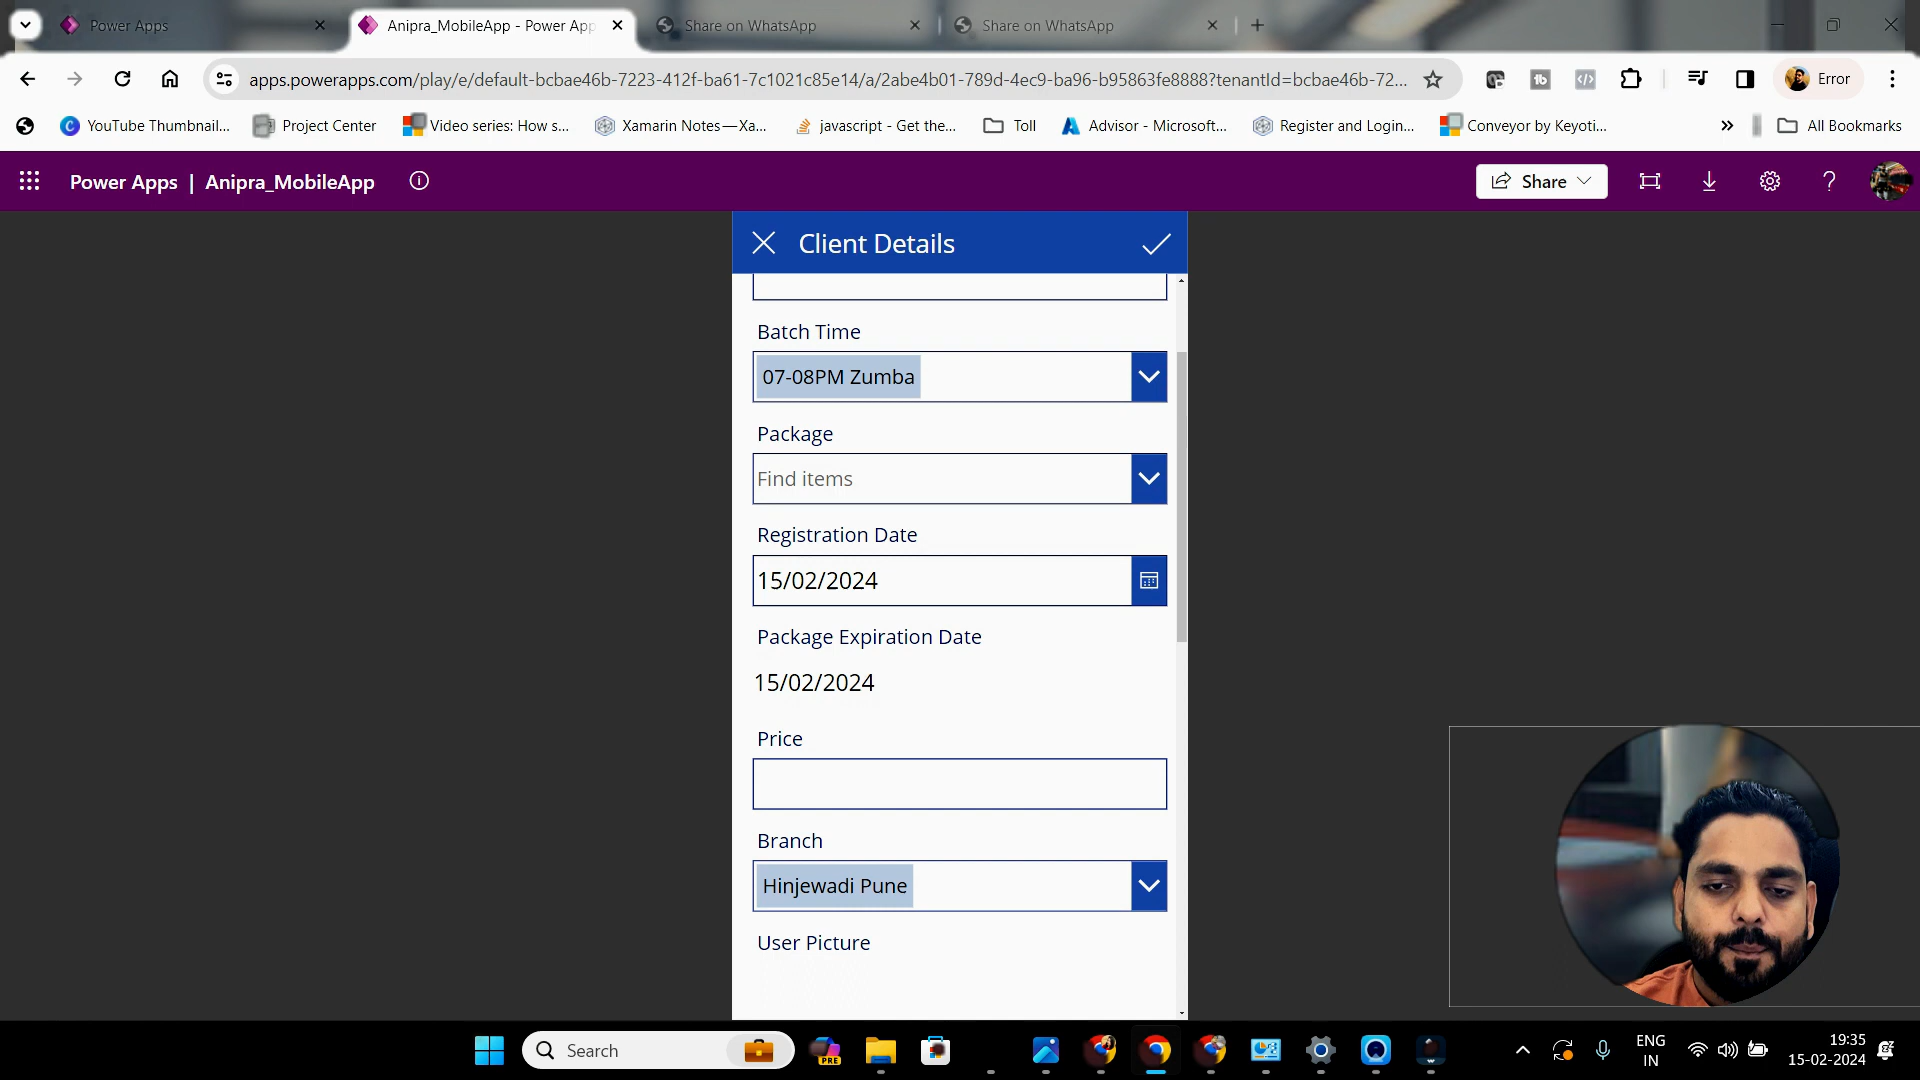 Power Apps
Anipra_MobileApp - Power App
Share on WhatsApp
Share on WhatsApp
apps.powerapps.com/play/e/default-bcbae46b-7223-412f-ba61-7c1021c85e14/a/2abe4b01-789d-4ec9-ba96-b95863fe8888?tenantId=bcbae46b-72...
Error
YouTube Thumbnail...
Project Center
Video series: How s...
Xamarin Notes — Xa...
javascript - Get the...
Toll
Advisor - Microsoft...
Register and Login...
Conveyor by Keyoti...
All Bookmarks
Power Apps | Anipra_MobileApp
Share
Client Details
Batch Time
07-08PM Zumba
Package
Find items
Registration Date
15/02/2024
Package Expiration Date
15/02/2024
Price
Branch
Hinjewadi Pune
User Picture
Search
PRE
ENG
IN
19:35
15-02-2024